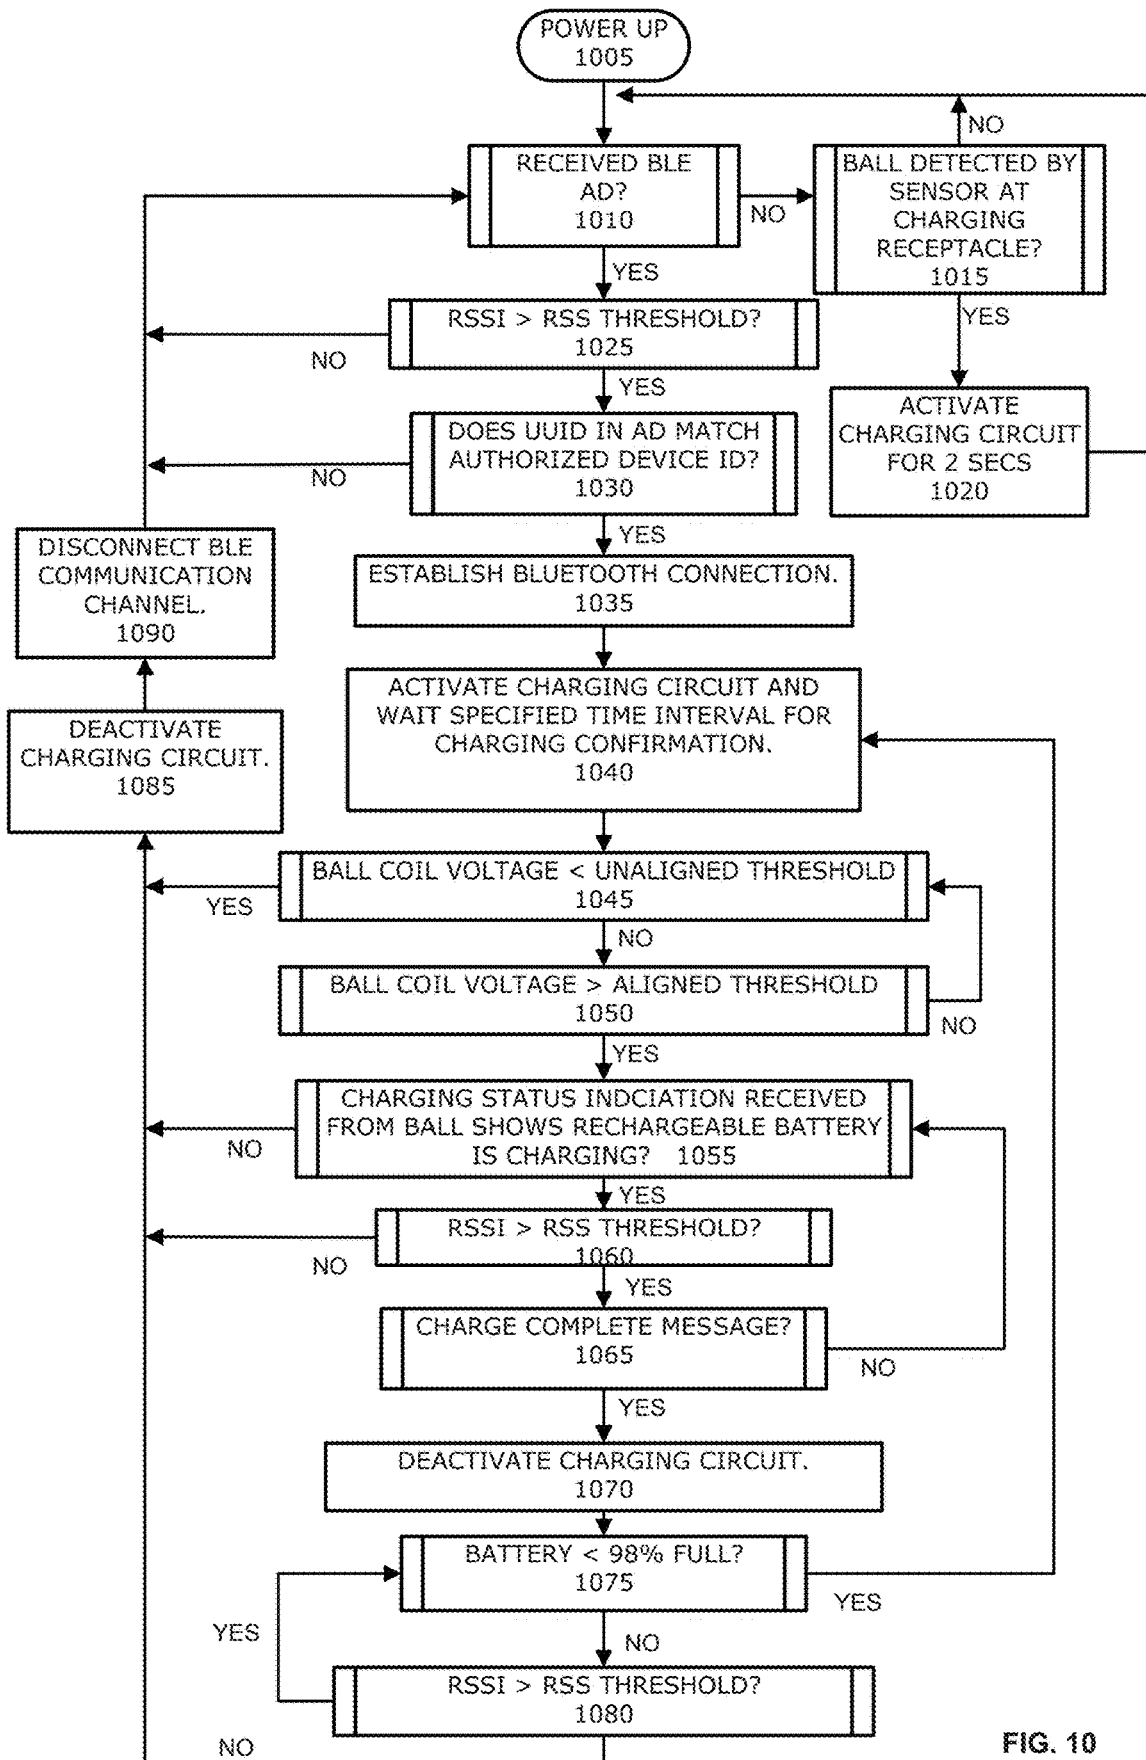 POWER UP
1005
NO
RECEIVED BLE
AD?
1010
NO
BALL DETECTED BY
SENSOR AT
CHARGING
RECEPTACLE?
1015
YES
YES
RSSI > RSS THRESHOLD?
1025
NO
YES
ACTIVATE
CHARGING CIRCUIT
FOR 2 SECS
1020
DOES UUID IN AD MATCH
AUTHORIZED DEVICE ID?
1030
NO
YES
DISCONNECT BLE
COMMUNICATION
CHANNEL.
1090
ESTABLISH BLUETOOTH CONNECTION.
1035
ACTIVATE CHARGING CIRCUIT AND
WAIT SPECIFIED TIME INTERVAL FOR
CHARGING CONFIRMATION.
1040
DEACTIVATE
CHARGING CIRCUIT.
1085
BALL COIL VOLTAGE < UNALIGNED THRESHOLD
1045
YES
NO
BALL COIL VOLTAGE > ALIGNED THRESHOLD
1050
NO
YES
CHARGING STATUS INDCIATION RECEIVED
FROM BALL SHOWS RECHARGEABLE BATTERY
IS CHARGING? 1055
NO
YES
RSSI > RSS THRESHOLD?
1060
NO
YES
CHARGE COMPLETE MESSAGE?
1065
NO
YES
DEACTIVATE CHARGING CIRCUIT.
1070
BATTERY < 98% FULL?
1075
YES
YES
NO
RSSI > RSS THRESHOLD?
1080
NO
FIG. 10